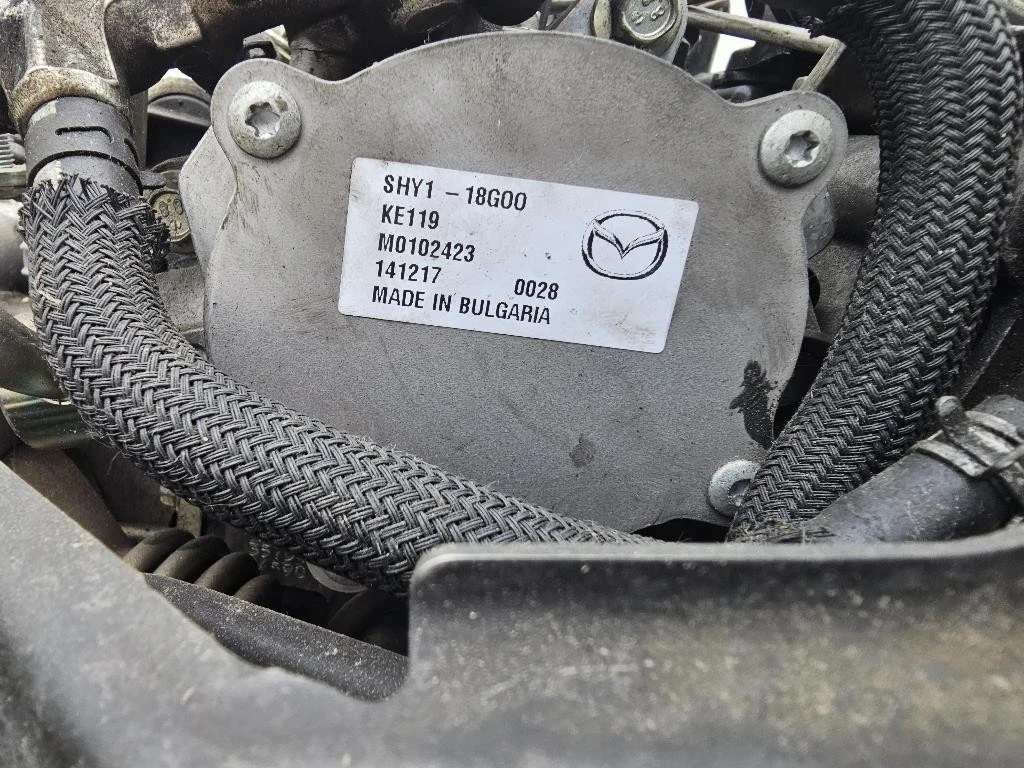 SHY1 -18G00
KE119
M0102423
141217 0028
MADE IN BULGARIA